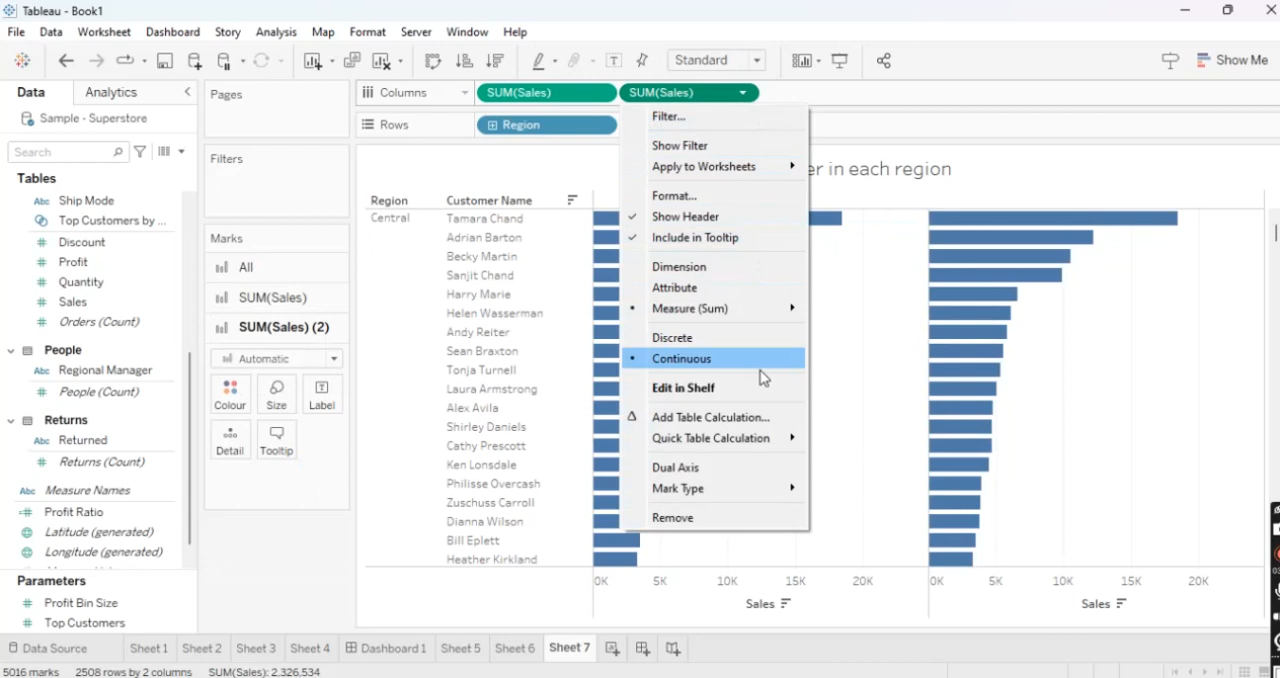 Tableau - Book1
File Data Worksheet Dashboard Story Analysis Map Format Server Window Help
Standard
Show Me
Data Analytics
Sample - Superstore
Search
Tables
Abc Ship Mode
Top Customers by ...
# Discount
# Profit
# Quantity
# Sales
# Orders (Count)
People
Abc Regional Manager
# People (Count)
Returns
Abc Returned
# Returns (Count)
Abc Measure Names
Profit Ratio
Latitude (generated)
Longitude (generated)
Parameters
# Profit Bin Size
# Top Customers
Pages
Filters
Marks
All
SUM(Sales)
SUM(Sales) (2)
Automatic
Colour Size Label
Detail Tooltip
Columns SUM(Sales) SUM(Sales)
Rows Region
er in each region
Region Customer Name
Central Tamara Chand
Adrian Barton
Becky Martin
Sanjit Chand
Harry Marie
Helen Wasserman
Andy Reiter
Sean Braxton
Tonja Turnell
Laura Armstrong
Alex Avila
Shirley Daniels
Cathy Prescott
Ken Lonsdale
Philisse Overcash
Zuschuss Carroll
Dianna Wilson
Bill Eplett
Heather Kirkland
Filter...
Show Filter
Apply to Worksheets
Format...
Show Header
Include in Tooltip
Dimension
Attribute
Measure (Sum)
Discrete
Continuous
Edit in Shelf
Add Table Calculation...
Quick Table Calculation
Dual Axis
Mark Type
Remove
0K 5K 10K 15K 20K 0K 5K 10K 15K 20K
Sales Sales
Data Source Sheet 1 Sheet 2 Sheet 3 Sheet 4 Dashboard 1 Sheet 5 Sheet 6 Sheet 7
5016 marks 2508 rows by 2 columns SUM(Sales): 2,326,534